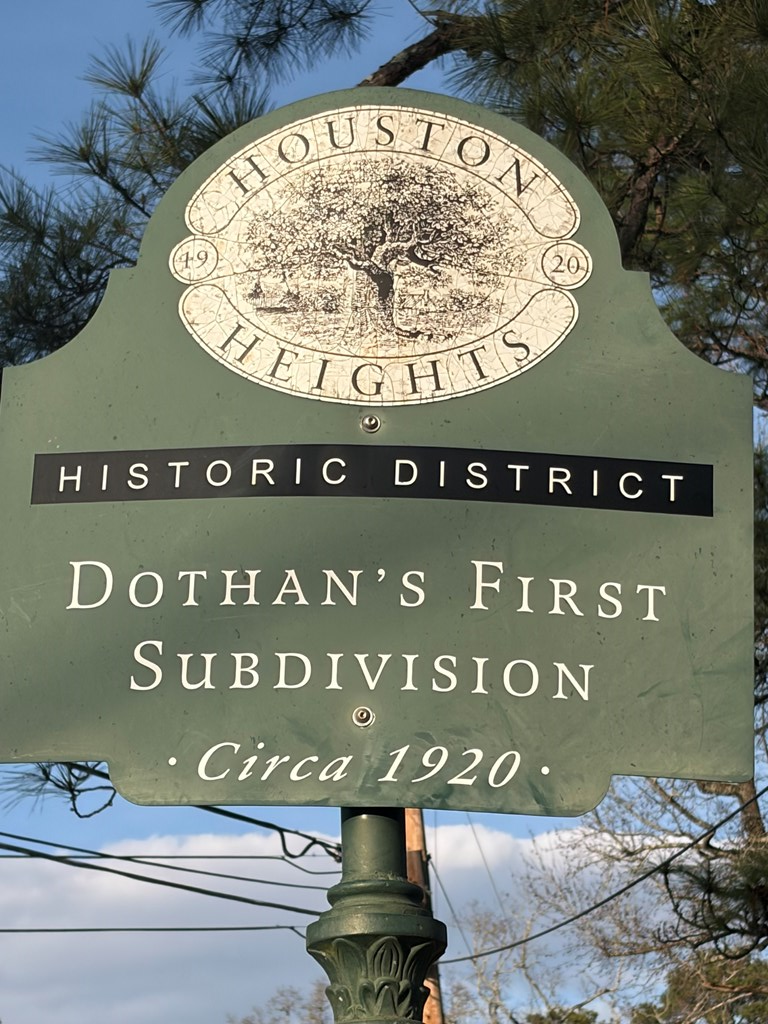 HOUSTON
19 20
HEIGHTS
HISTORIC DISTRICT
DOTHAN'S FIRST
SUBDIVISION
· Circa 1920 ·